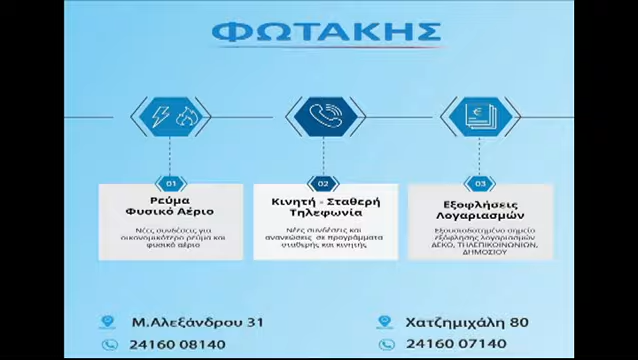 ΦΩΤΑΚΗΣ
01
Ρεύμα
Φυσικό Αέριο
Νέες συνδέσεις για
οικονομικότερο ρεύμα και
φυσικό αέριο
02
Κινητή - Σταθερή
Τηλεφωνία
Νέες συνδέσεις και
ανανεώσεις σε προγράμματα
σταθερής και κινητής
03
Εξοφλήσεις
Λογαριασμών
Εξουσιοδοτημένο σημείο
εξόφλησης λογαριασμών
ΔΕΚΟ, ΤΗΛΕΠΙΚΟΙΝΩΝΙΩΝ,
ΔΗΜΟΣΙΟΥ
Μ.Αλεξάνδρου 31
24160 08140
Χατζημιχάλη 80
24160 07140